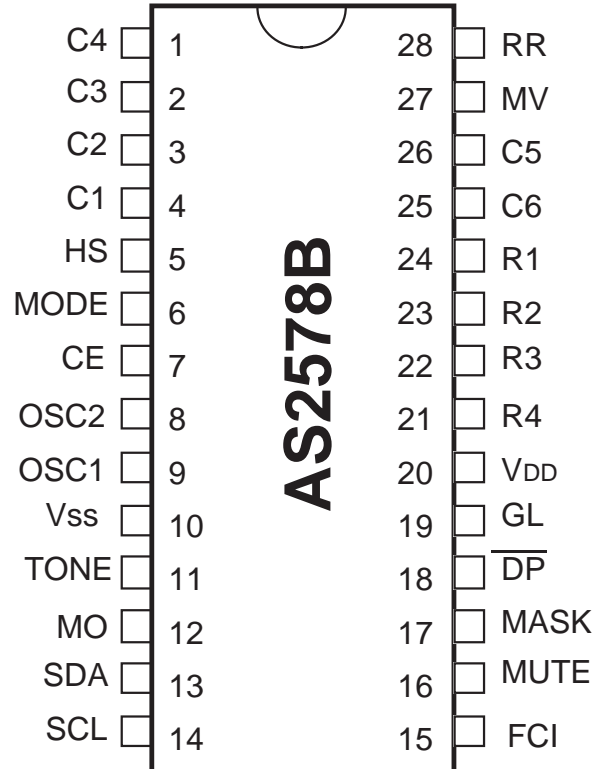 C4 1 28 RR
C3 2 27 MV
C2 3 26 C5
C1 4 25 C6
HS 5 24 R1
MODE 6 23 R2
CE 7 22 R3
OSC2 8 21 R4
OSC1 9 20 VDD
Vss 10 19 GL
TONE 11 18 D̅P̅
MO 12 17 MASK
SDA 13 16 MUTE
SCL 14 15 FCI
AS2578B